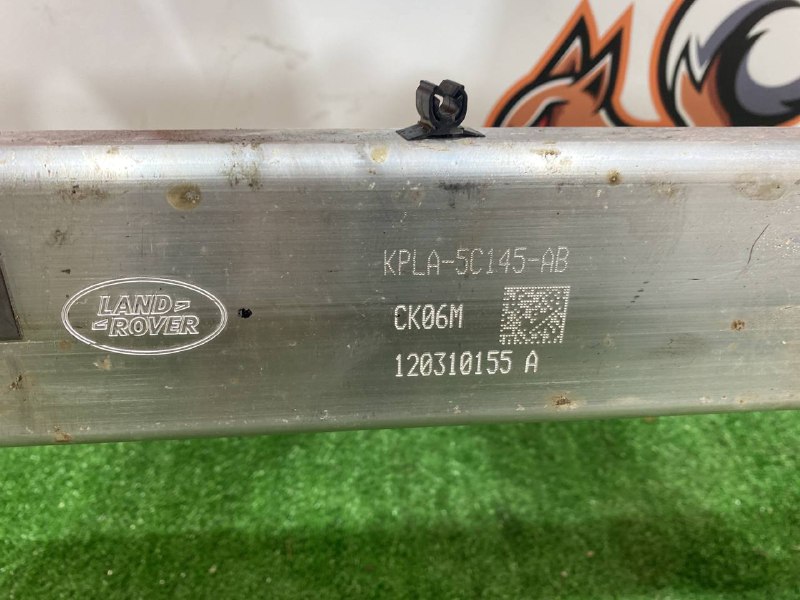 LAND
ROVER
KPLA-5C145-AB
CK06M
120310155 A